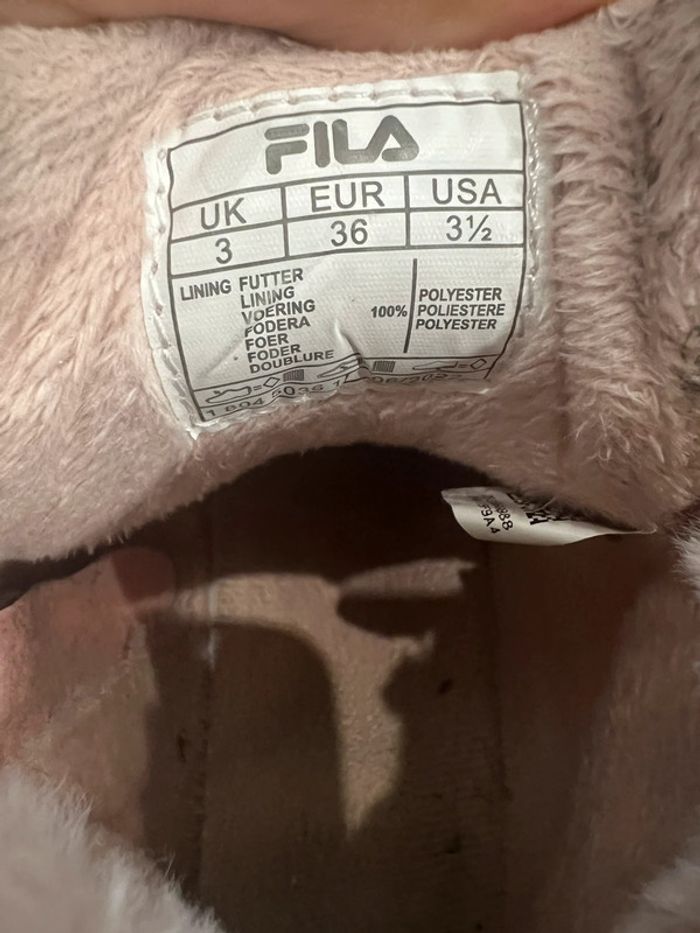 FILA
UK EUR USA
3 36 3½
LINING FUTTER
LINING
VOERING
FODERA
FOER
FODER
DOUBLURE
100% POLYESTER
POLIESTERE
POLYESTER